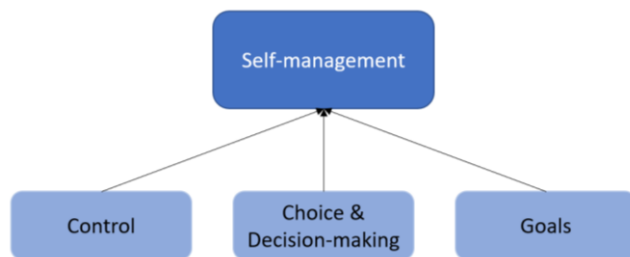 Self-management
Control
Choice &
Decision-making
Goals